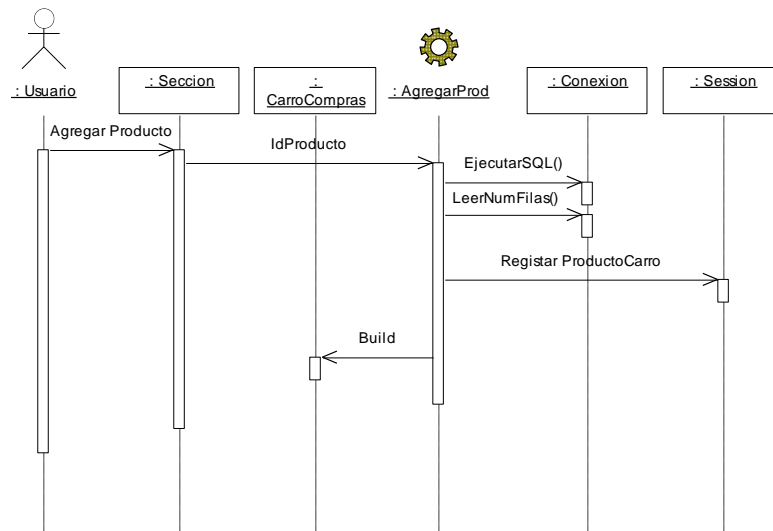 : Usuario
: Seccion
:
CarroCompras
: AgregarProd
: Conexion
: Session
Agregar Producto
IdProducto
EjecutarSQL()
LeerNumFilas()
Registar ProductoCarro
Build